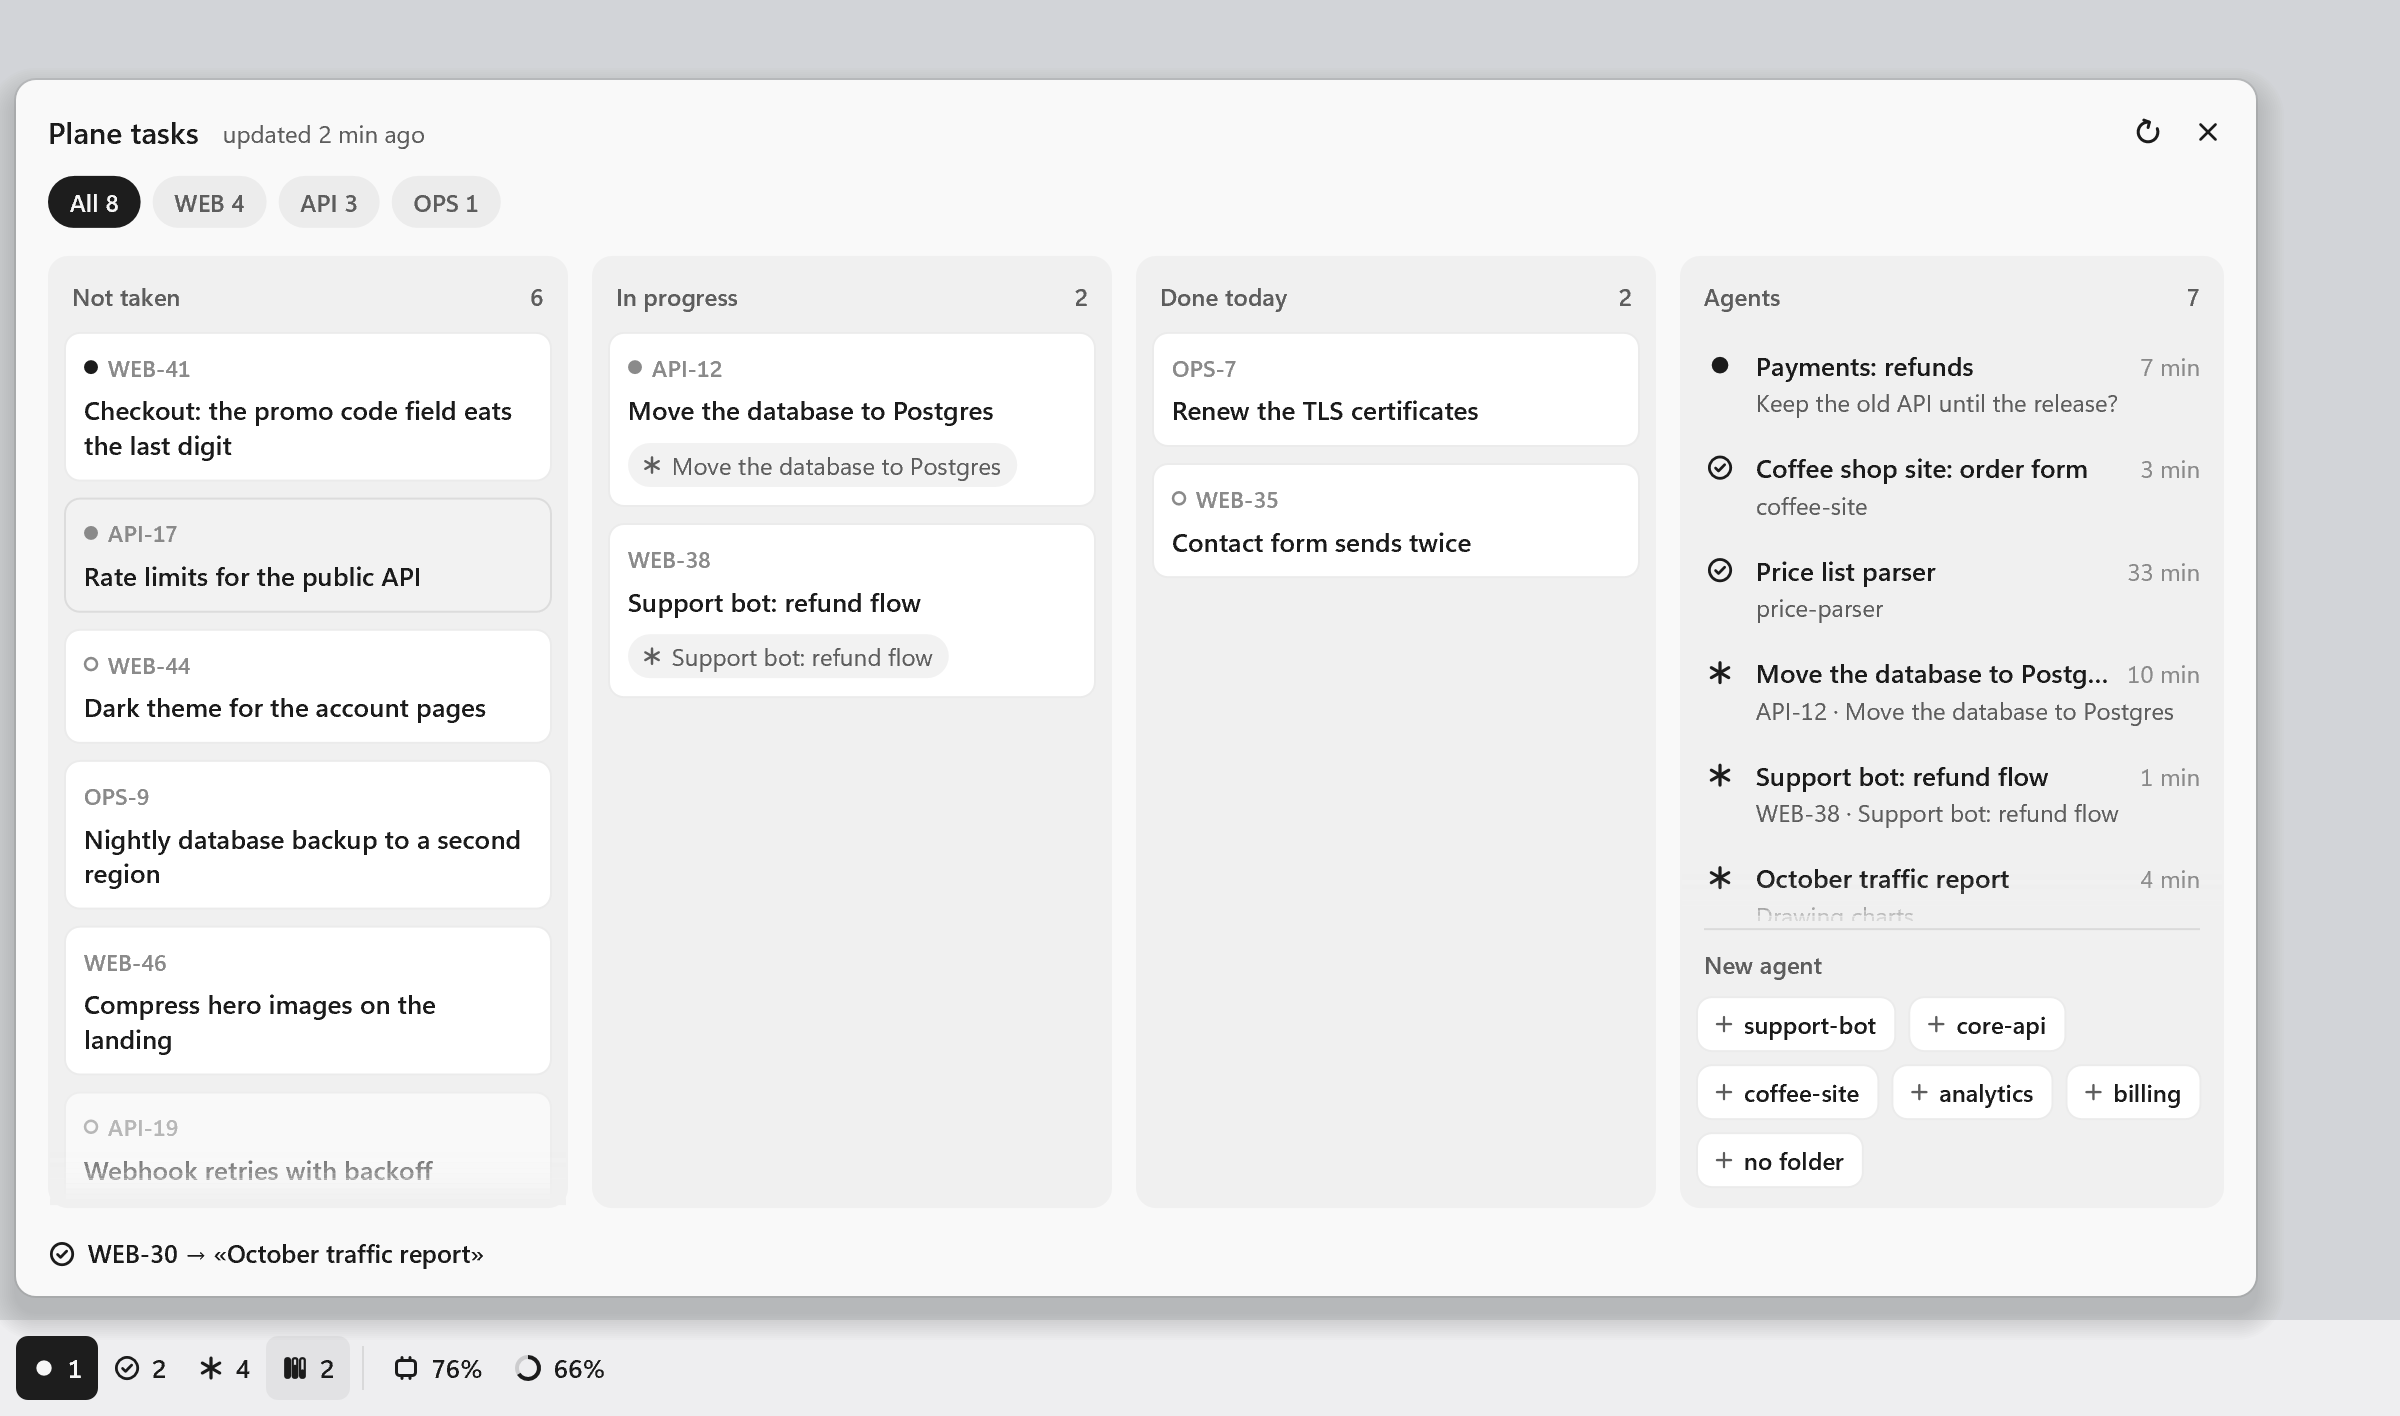 Plane tasks updated 2 min ago
All 8 WEB 4 API 3 OPS 1
Not taken 6
WEB-41
Checkout: the promo code field eats
the last digit
API-17
Rate limits for the public API
WEB-44
Dark theme for the account pages
OPS-9
Nightly database backup to a second
region
WEB-46
Compress hero images on the
landing
API-19
Webhook retries with backoff
In progress 2
API-12
Move the database to Postgres
Move the database to Postgres
WEB-38
Support bot: refund flow
Support bot: refund flow
Done today 2
OPS-7
Renew the TLS certificates
WEB-35
Contact form sends twice
Agents 7
Payments: refunds 7 min
Keep the old API until the release?
Coffee shop site: order form 3 min
coffee-site
Price list parser 33 min
price-parser
Move the database to Postg... 10 min
API-12 · Move the database to Postgres
Support bot: refund flow 1 min
WEB-38 · Support bot: refund flow
October traffic report 4 min
Drawing charts
New agent
+ support-bot + core-api
+ coffee-site + analytics + billing
+ no folder
WEB-30 → «October traffic report»
1 2 4 2 76% 66%